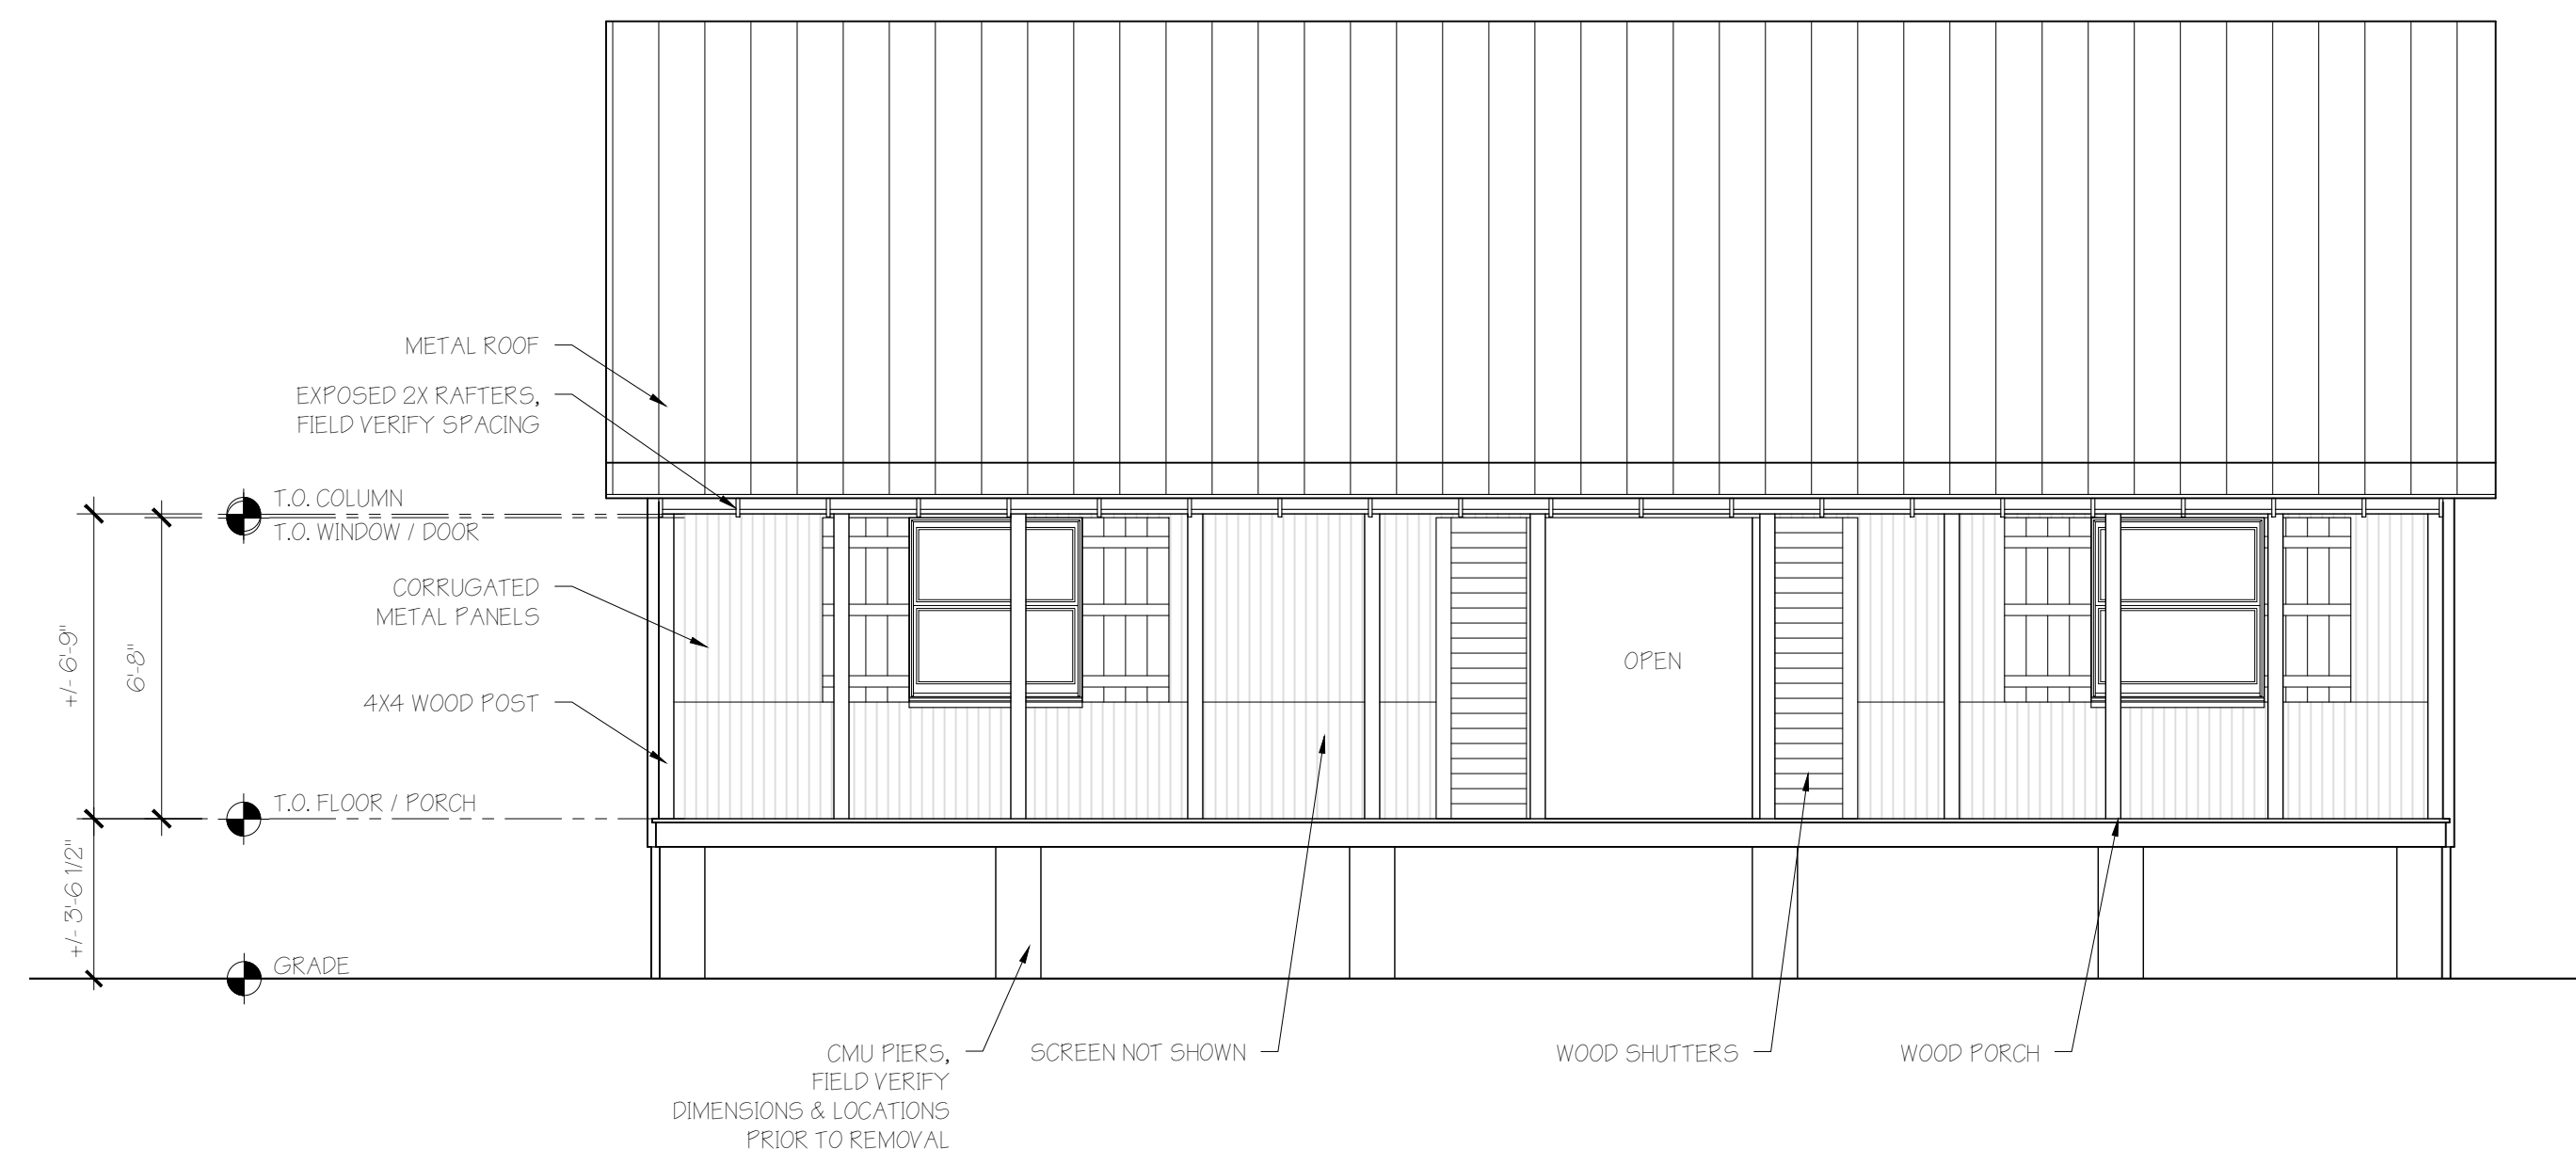 METAL ROOF
EXPOSED 2X RAFTERS,
FIELD VERIFY SPACING
T.O. COLUMN
T.O. WINDOW / DOOR
CORRUGATED
METAL PANELS
+/- 6'-9"
6'-8"
OPEN
4X4 WOOD POST
T.O. FLOOR / PORCH
+/- 3'-6 1/2"
GRADE
CMU PIERS,
FIELD VERIFY
DIMENSIONS & LOCATIONS
PRIOR TO REMOVAL
SCREEN NOT SHOWN
WOOD SHUTTERS
WOOD PORCH